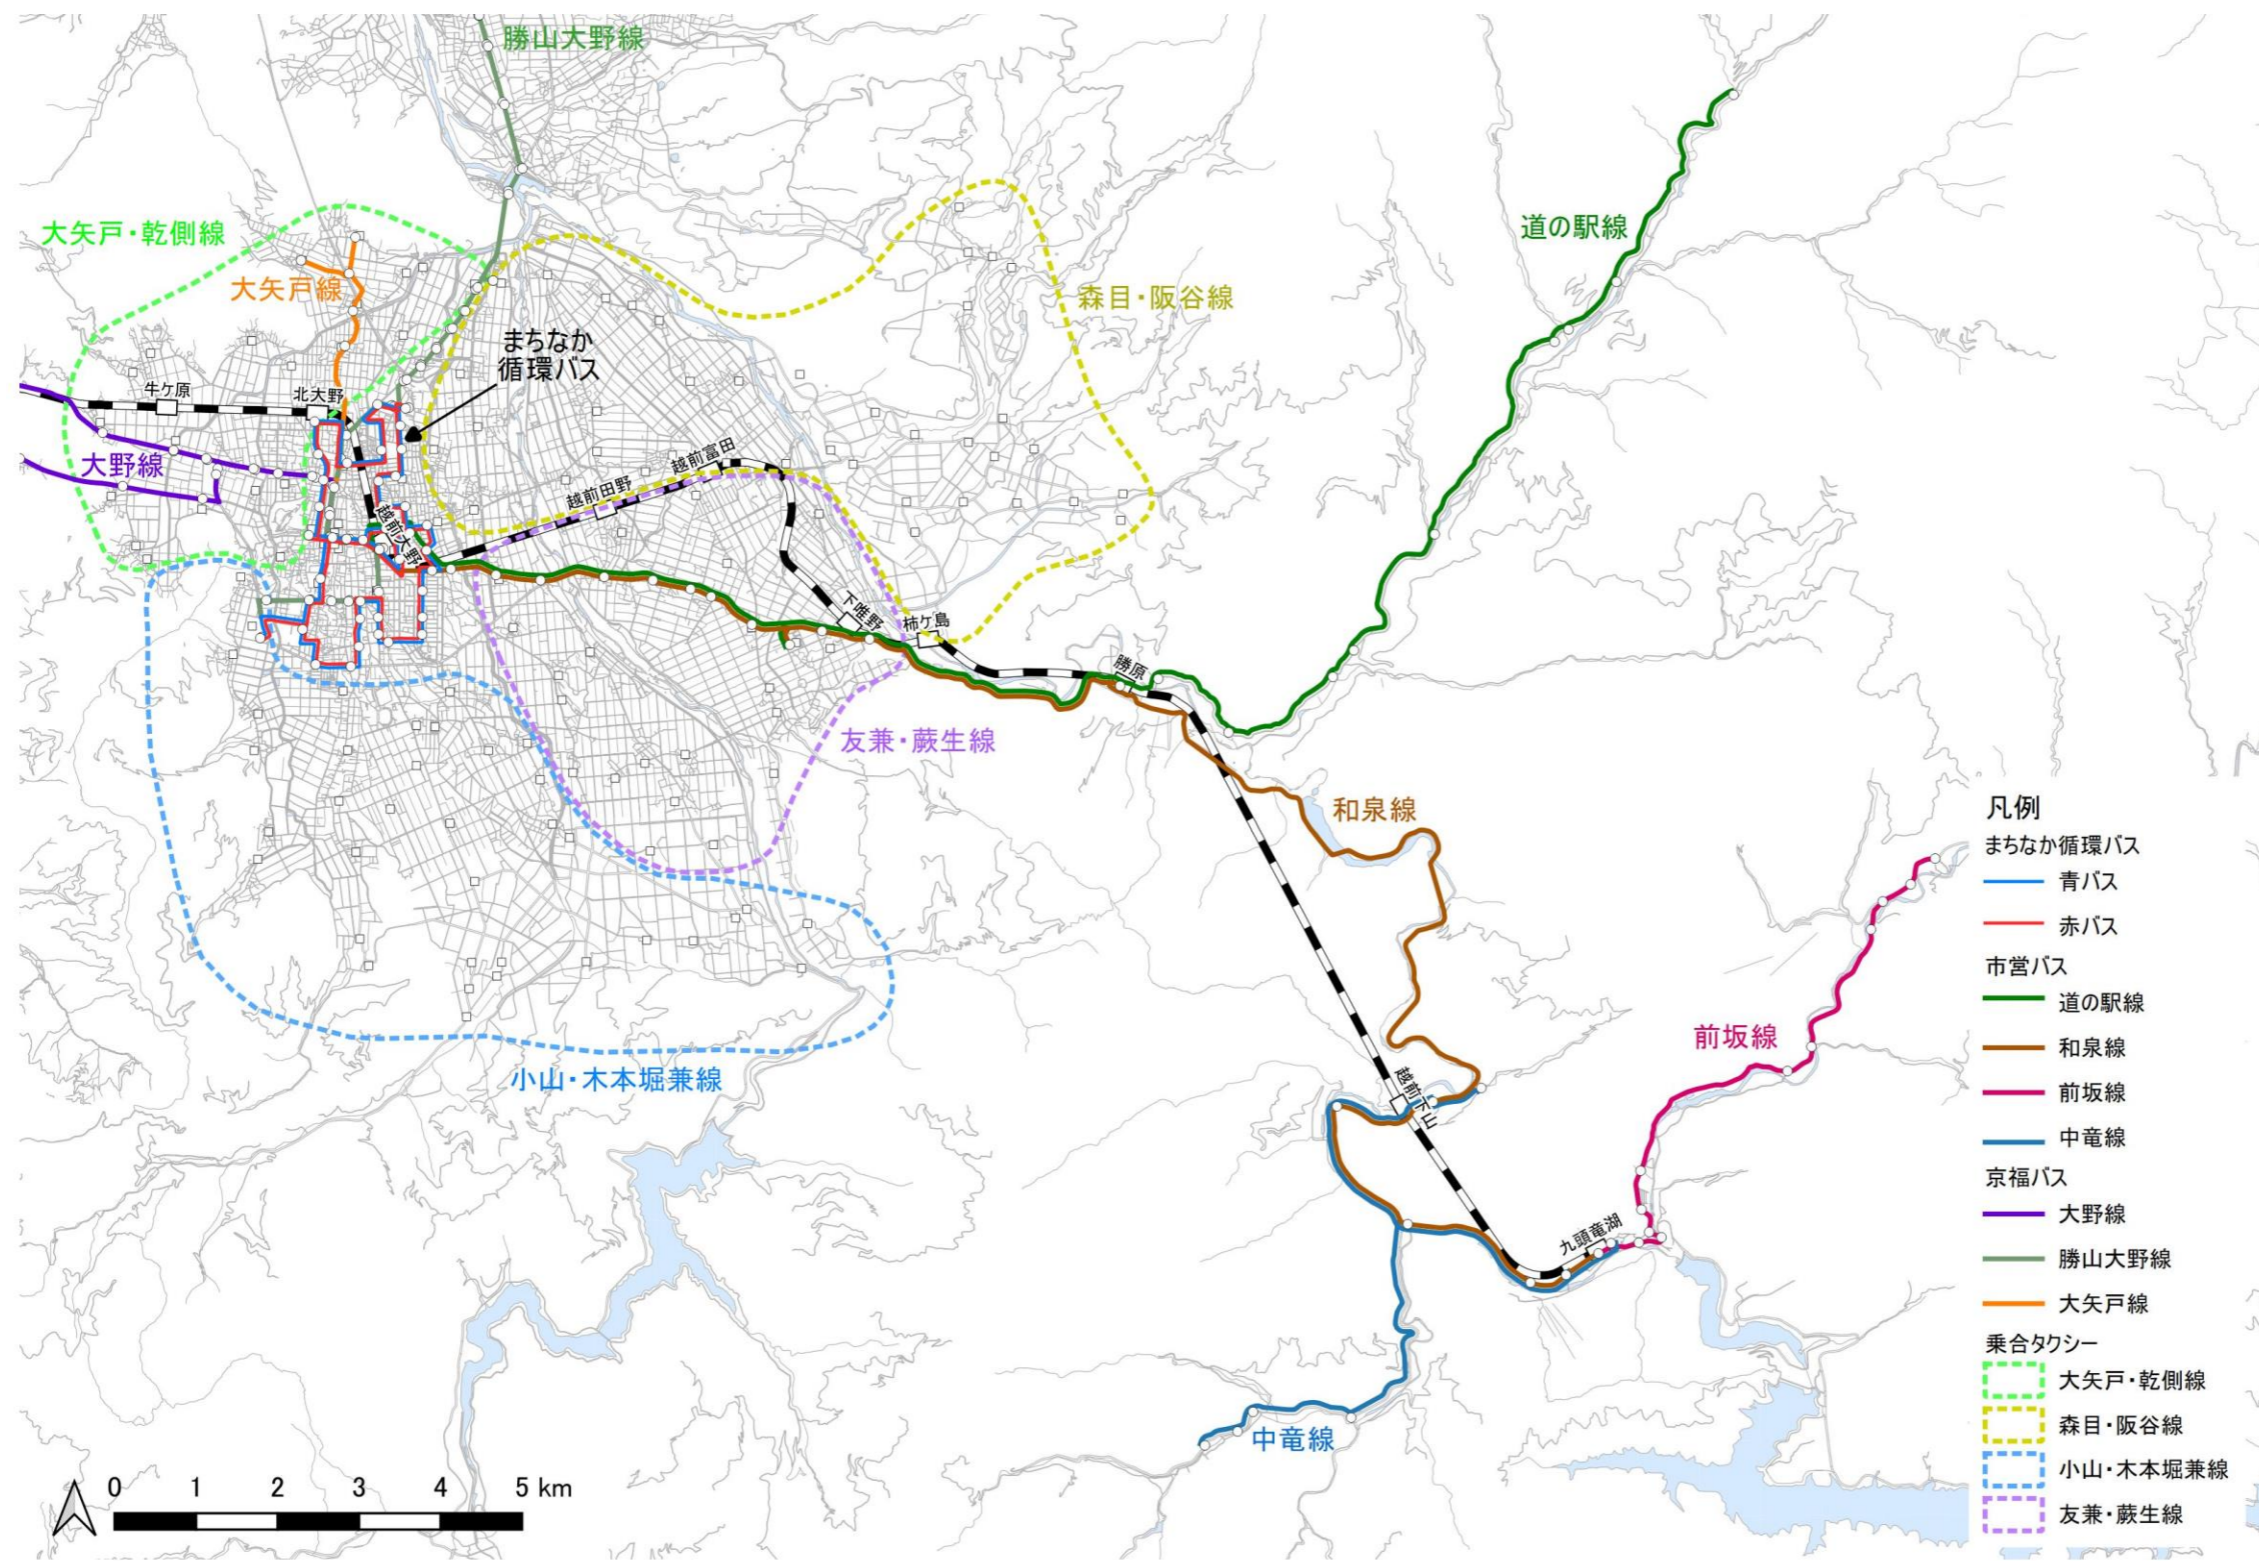 勝山大野線
大矢戸・乾側線
大矢戸線
道の駅線
森目・阪谷線
まちなか
循環バス
牛ケ原
北大野
大野線
越前富田
越前田野
越前大野
下唯野
柿ケ島
勝原
友兼・蕨生線
和泉線
小山・木本堀兼線
前坂線
越前下山
九頭竜湖
中竜線
0 1 2 3 4 5 km
凡例
まちなか循環バス
青バス
赤バス
市営バス
道の駅線
和泉線
前坂線
中竜線
京福バス
大野線
勝山大野線
大矢戸線
乗合タクシー
大矢戸・乾側線
森目・阪谷線
小山・木本堀兼線
友兼・蕨生線